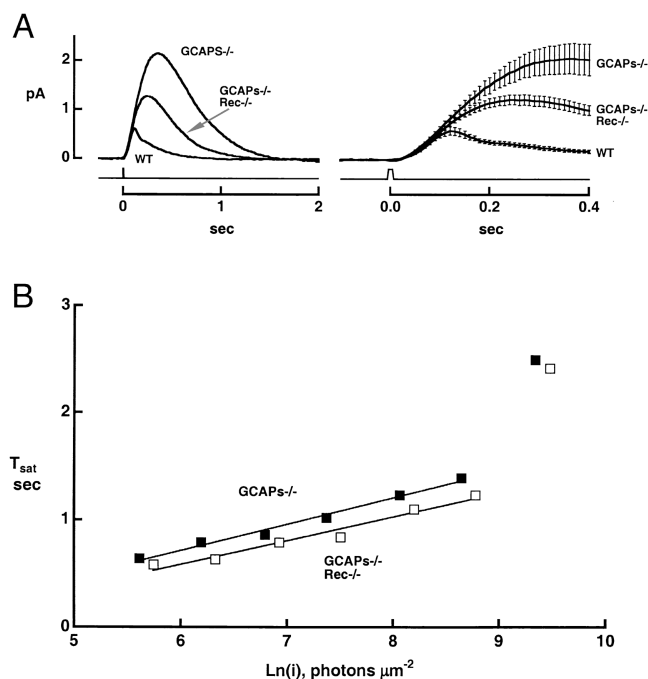 A
GCAPS-/-
GCAPs-/-
Rec-/-
WT
pA
2
1
0
0
1
2
sec
GCAPs-/-
GCAPs-/-
Rec-/-
WT
0.0
0.2
0.4
sec
B
3
2
1
0
T_sat
sec
GCAPs-/-
GCAPs-/-
Rec-/-
5
6
7
8
9
10
Ln(i), photons μm⁻²